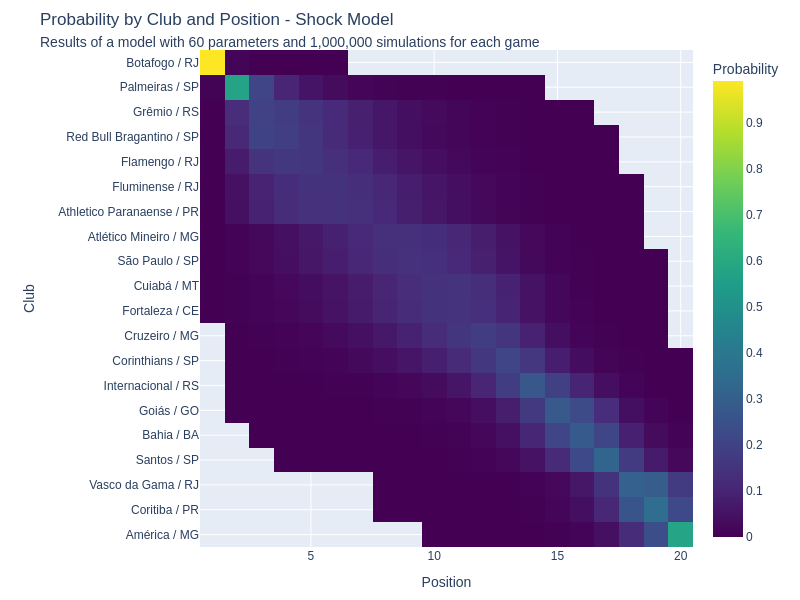 Probability by Club and Position - Shock Model
Results of a model with 60 parameters and 1,000,000 simulations for each game
Botafogo / RJ
Palmeiras / SP
Grêmio / RS
Red Bull Bragantino / SP
Flamengo / RJ
Fluminense / RJ
Athletico Paranaense / PR
Atlético Mineiro / MG
São Paulo / SP
Cuiabá / MT
Fortaleza / CE
Cruzeiro / MG
Corinthians / SP
Internacional / RS
Goiás / GO
Bahia / BA
Santos / SP
Vasco da Gama / RJ
Coritiba / PR
América / MG
Club
5
10
15
20
Position
Probability
0.9
0.8
0.7
0.6
0.5
0.4
0.3
0.2
0.1
0